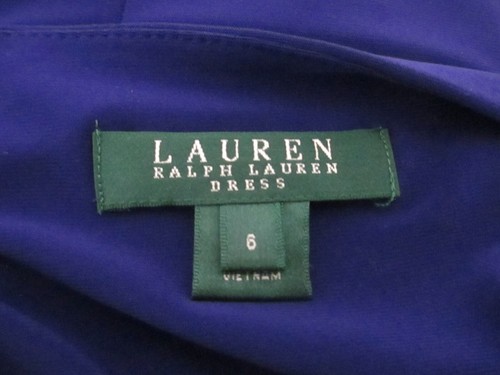 LAUREN
RALPH LAUREN
DRESS
6
VIETNAM